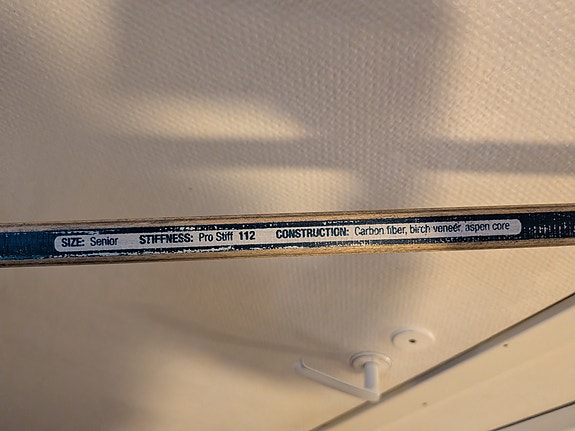 SIZE: Senior STIFFNESS: Pro Stiff 112 CONSTRUCTION: Carbon fiber, birch veneer, aspen core